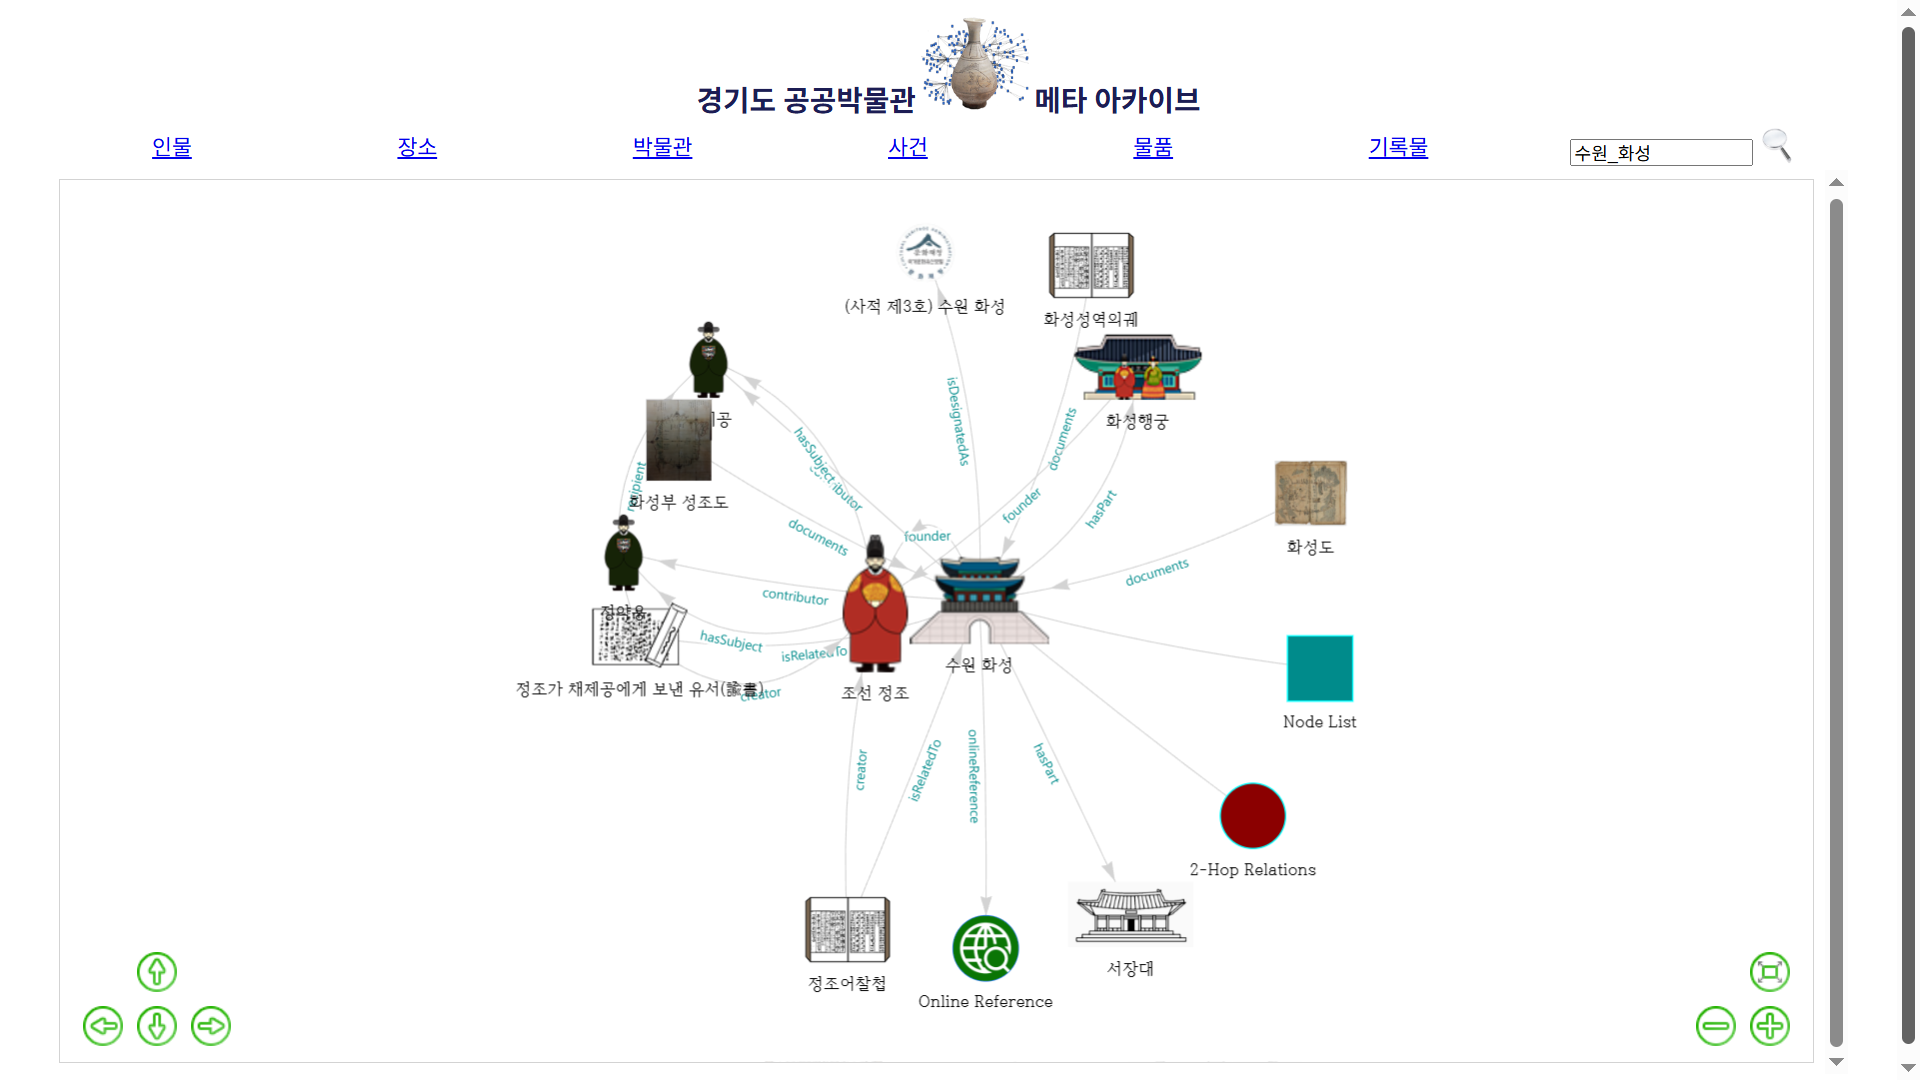 경기도 공공박물관 메타 아카이브
인물 장소 박물관 사건 물품 기록물 수원_화성
(사적 제3호) 수원 화성
화성성역의궤
화성행궁
화성부 성조도
화성도
정약용
정조가 채제공에게 보낸 유서(諭書)
조선 정조
수원 화성
Node List
2-Hop Relations
정조어찰첩
Online Reference
서장대
isDesignatedAs
documents
hasSubject
founder
founder
hasPart
documents
documents
contributor
hasSubject
isRelatedTo
creator
creator
isRelatedTo
onlineReference
hasPart